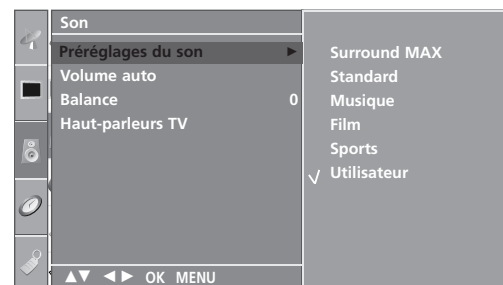 Son
Préréglages du son ►
Volume auto
Balance 0
Haut-parleurs TV
Surround MAX
Standard
Musique
Film
Sports
√ Utilisateur
▲▼ ◄► OK MENU